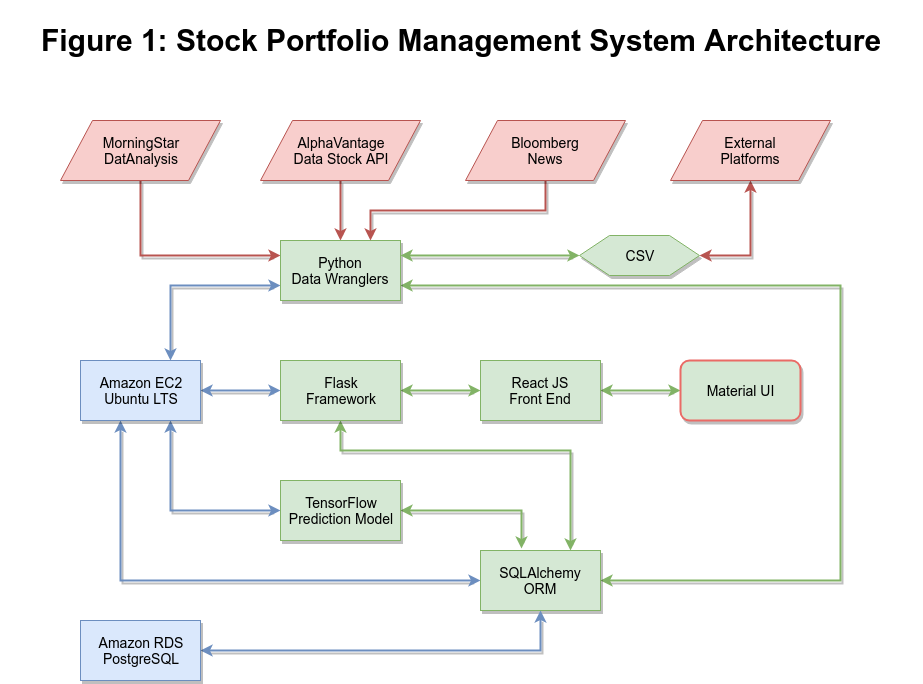 Figure 1: Stock Portfolio Management System Architecture
MorningStar
DatAnalysis
AlphaVantage
Data Stock API
Bloomberg
News
External
Platforms
Python
Data Wranglers
CSV
Amazon EC2
Ubuntu LTS
Flask
Framework
React JS
Front End
Material UI
TensorFlow
Prediction Model
SQLAlchemy
ORM
Amazon RDS
PostgreSQL